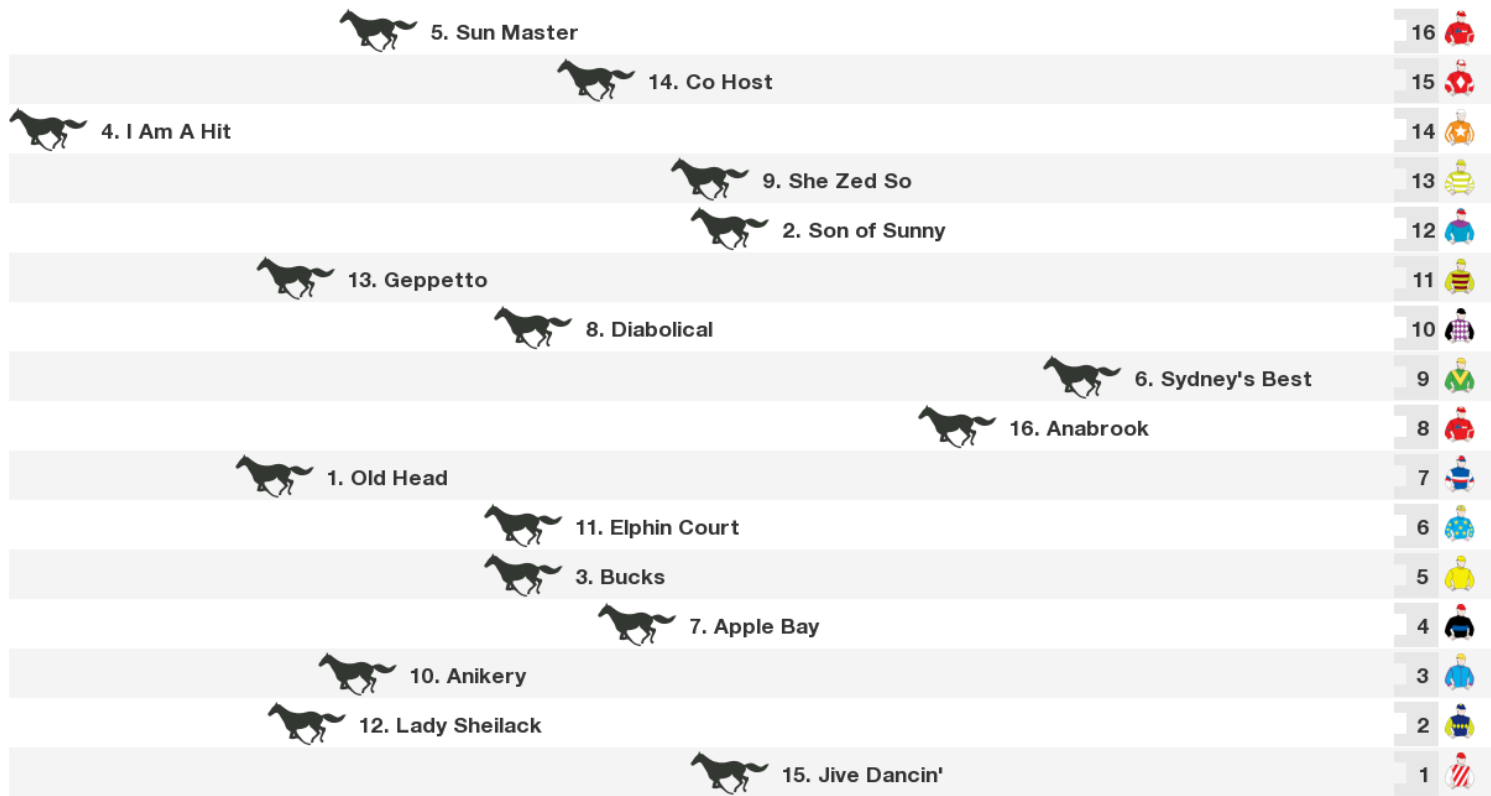 5. Sun Master 16
14. Co Host 15
4. I Am A Hit 14
9. She Zed So 13
2. Son of Sunny 12
13. Geppetto 11
8. Diabolical 10
6. Sydney's Best 9
16. Anabrook 8
1. Old Head 7
11. Elphin Court 6
3. Bucks 5
7. Apple Bay 4
10. Anikery 3
12. Lady Sheilack 2
15. Jive Dancin' 1